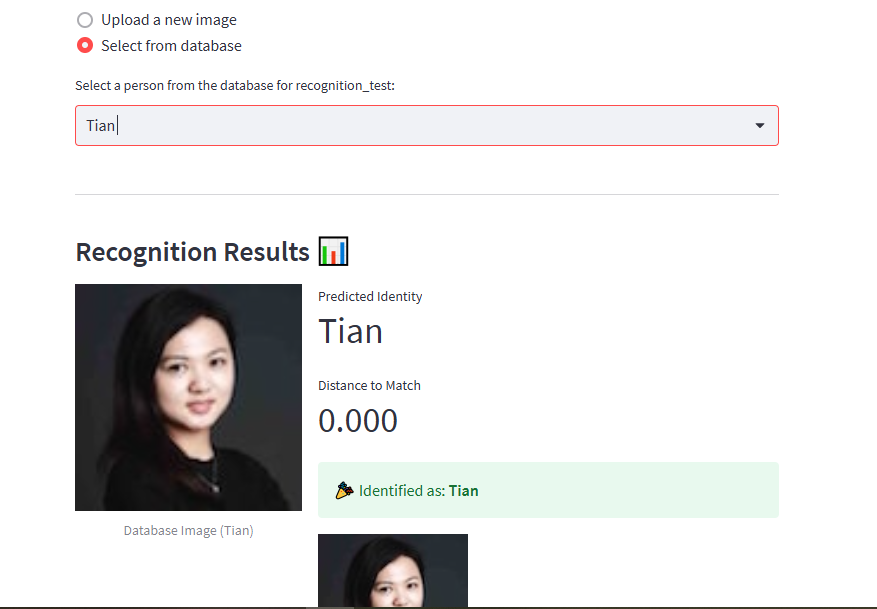 Upload a new image
Select from database
Select a person from the database for recognition_test:
Tian
Recognition Results
Predicted Identity
Tian
Distance to Match
0.000
Identified as: Tian
Database Image (Tian)